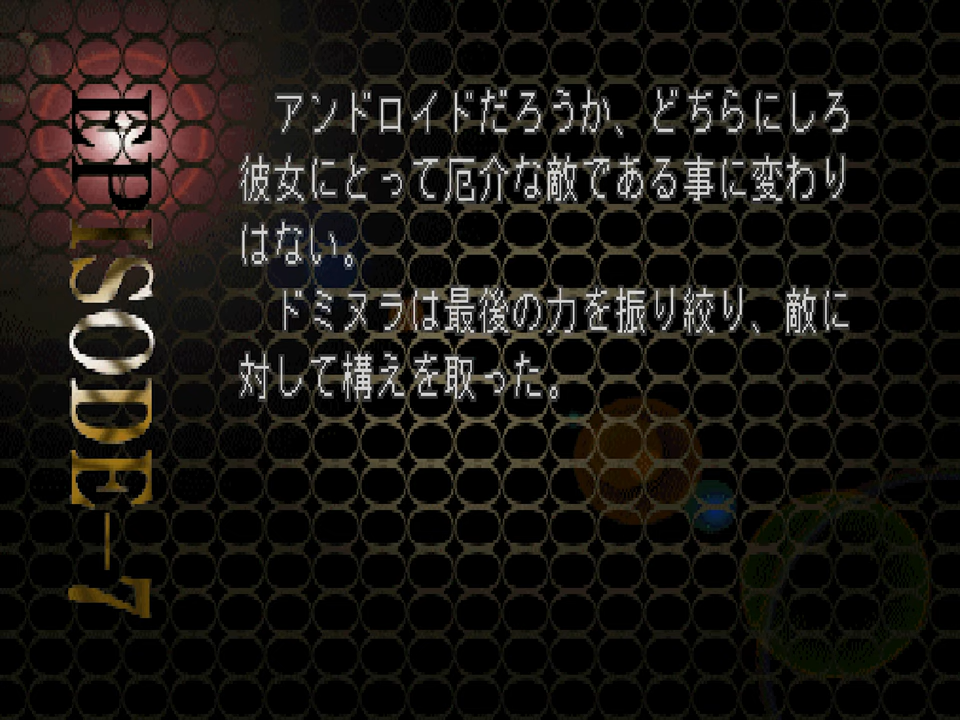 EPISODE-7
アンドロイドだろうか、どちらにしろ
彼女にとって厄介な敵である事に変わり
はない。
ドミヌラは最後の力を振り絞り、敵に
対して構えを取った。